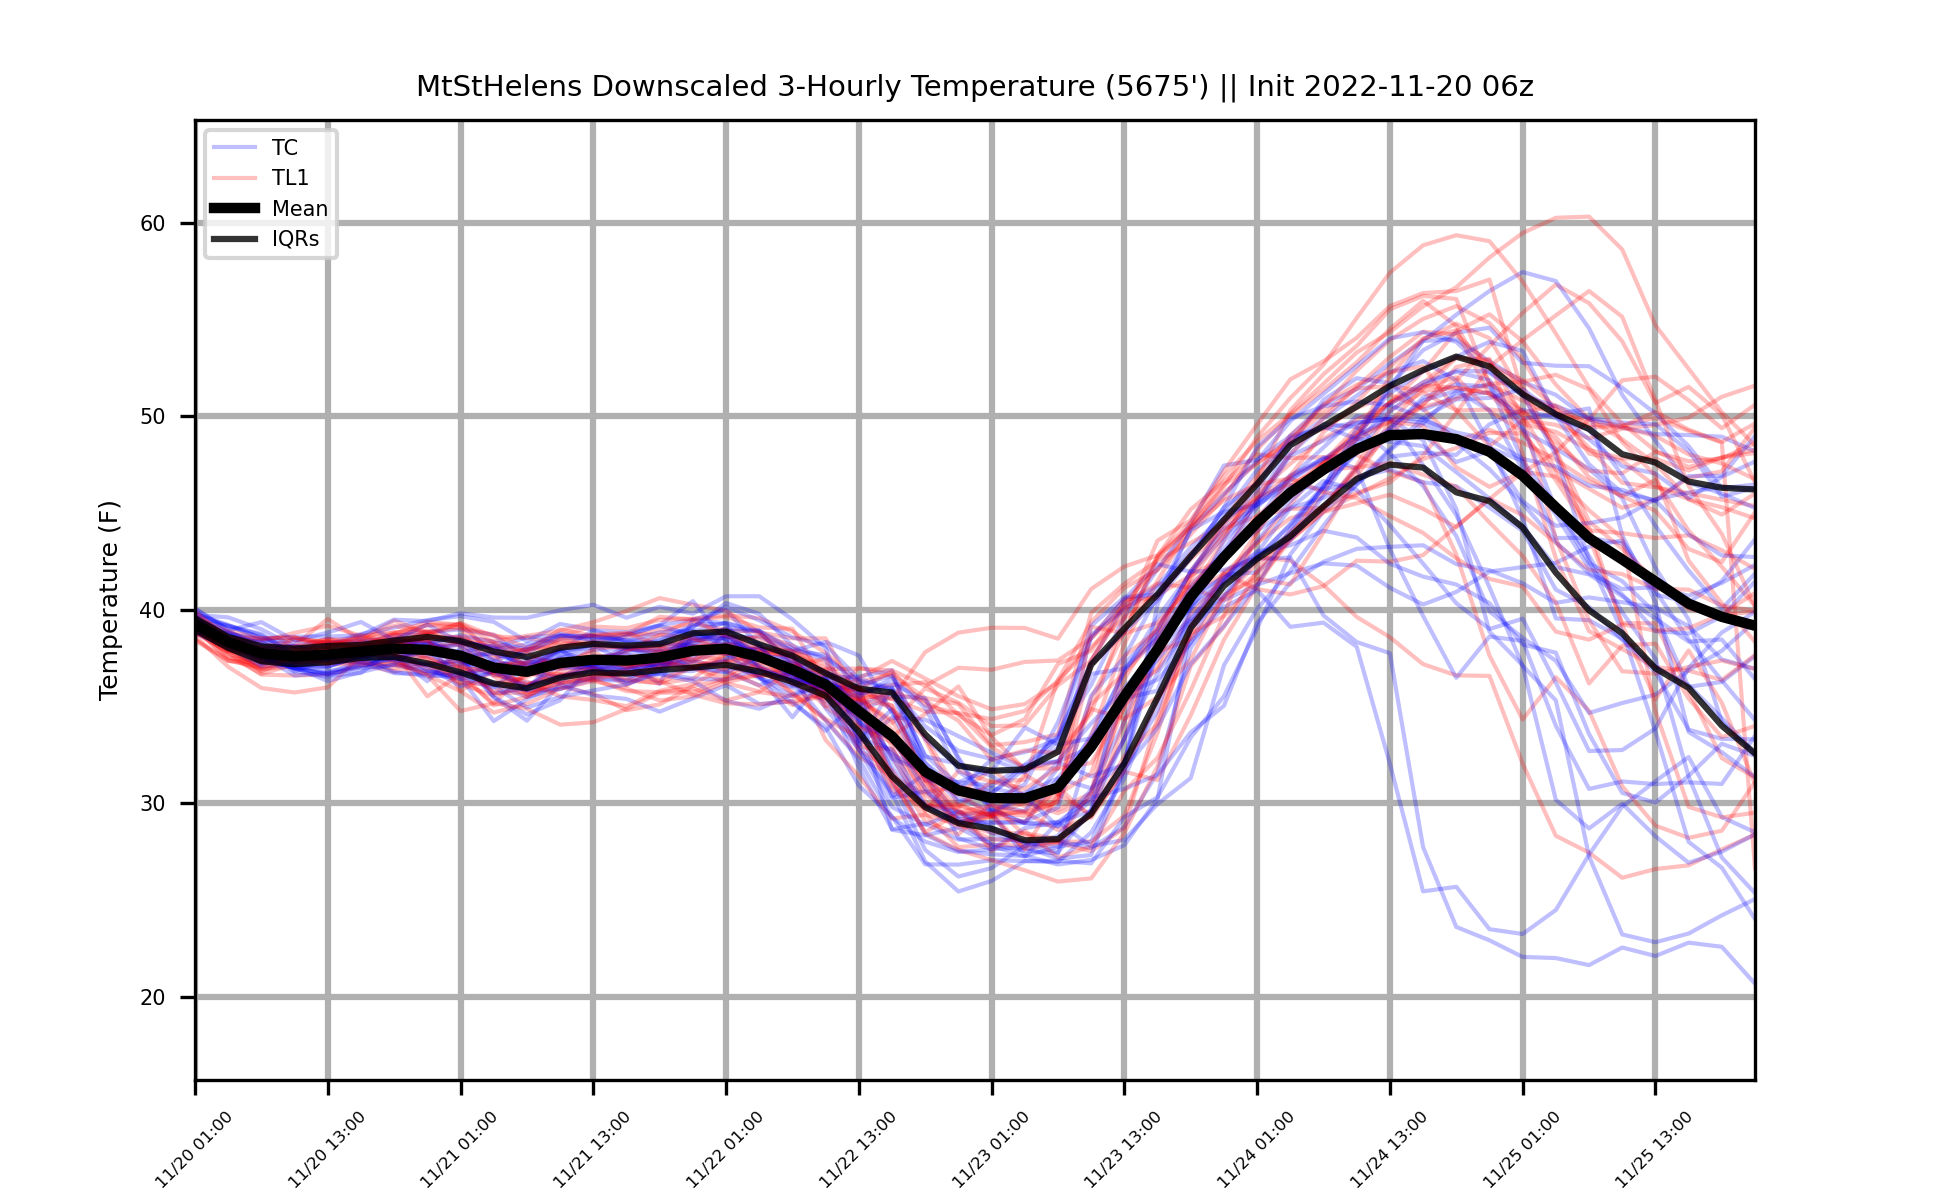 MtStHelens Downscaled 3-Hourly Temperature (5675') || Init 2022-11-20 06z
TC
TL1
Mean
IQRs
Temperature (F)
60
50
40
30
20
11/20 01:00
11/20 13:00
11/21 01:00
11/21 13:00
11/22 01:00
11/22 13:00
11/23 01:00
11/23 13:00
11/24 01:00
11/24 13:00
11/25 01:00
11/25 13:00